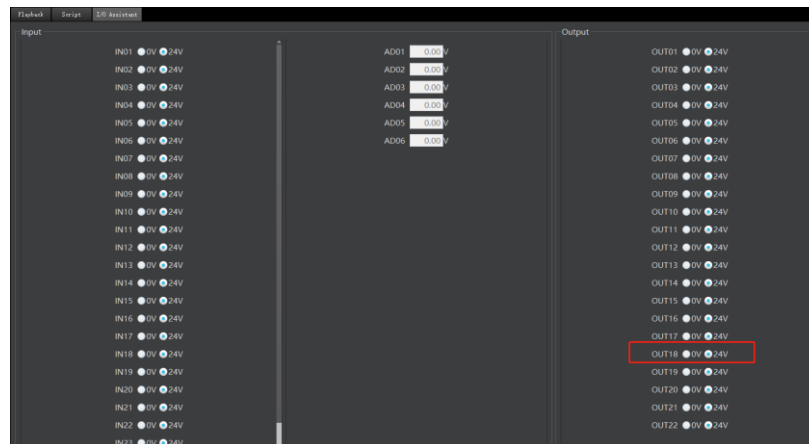 Playback Script I/O Assistant
Input
IN01 0V 24V
IN02 0V 24V
IN03 0V 24V
IN04 0V 24V
IN05 0V 24V
IN06 0V 24V
IN07 0V 24V
IN08 0V 24V
IN09 0V 24V
IN10 0V 24V
IN11 0V 24V
IN12 0V 24V
IN13 0V 24V
IN14 0V 24V
IN15 0V 24V
IN16 0V 24V
IN17 0V 24V
IN18 0V 24V
IN19 0V 24V
IN20 0V 24V
IN21 0V 24V
IN22 0V 24V
IN23 0V 24V
AD01 0.00 V
AD02 0.00 V
AD03 0.00 V
AD04 0.00 V
AD05 0.00 V
AD06 0.00 V
Output
OUT01 0V 24V
OUT02 0V 24V
OUT03 0V 24V
OUT04 0V 24V
OUT05 0V 24V
OUT06 0V 24V
OUT07 0V 24V
OUT08 0V 24V
OUT09 0V 24V
OUT10 0V 24V
OUT11 0V 24V
OUT12 0V 24V
OUT13 0V 24V
OUT14 0V 24V
OUT15 0V 24V
OUT16 0V 24V
OUT17 0V 24V
OUT18 0V 24V
OUT19 0V 24V
OUT20 0V 24V
OUT21 0V 24V
OUT22 0V 24V